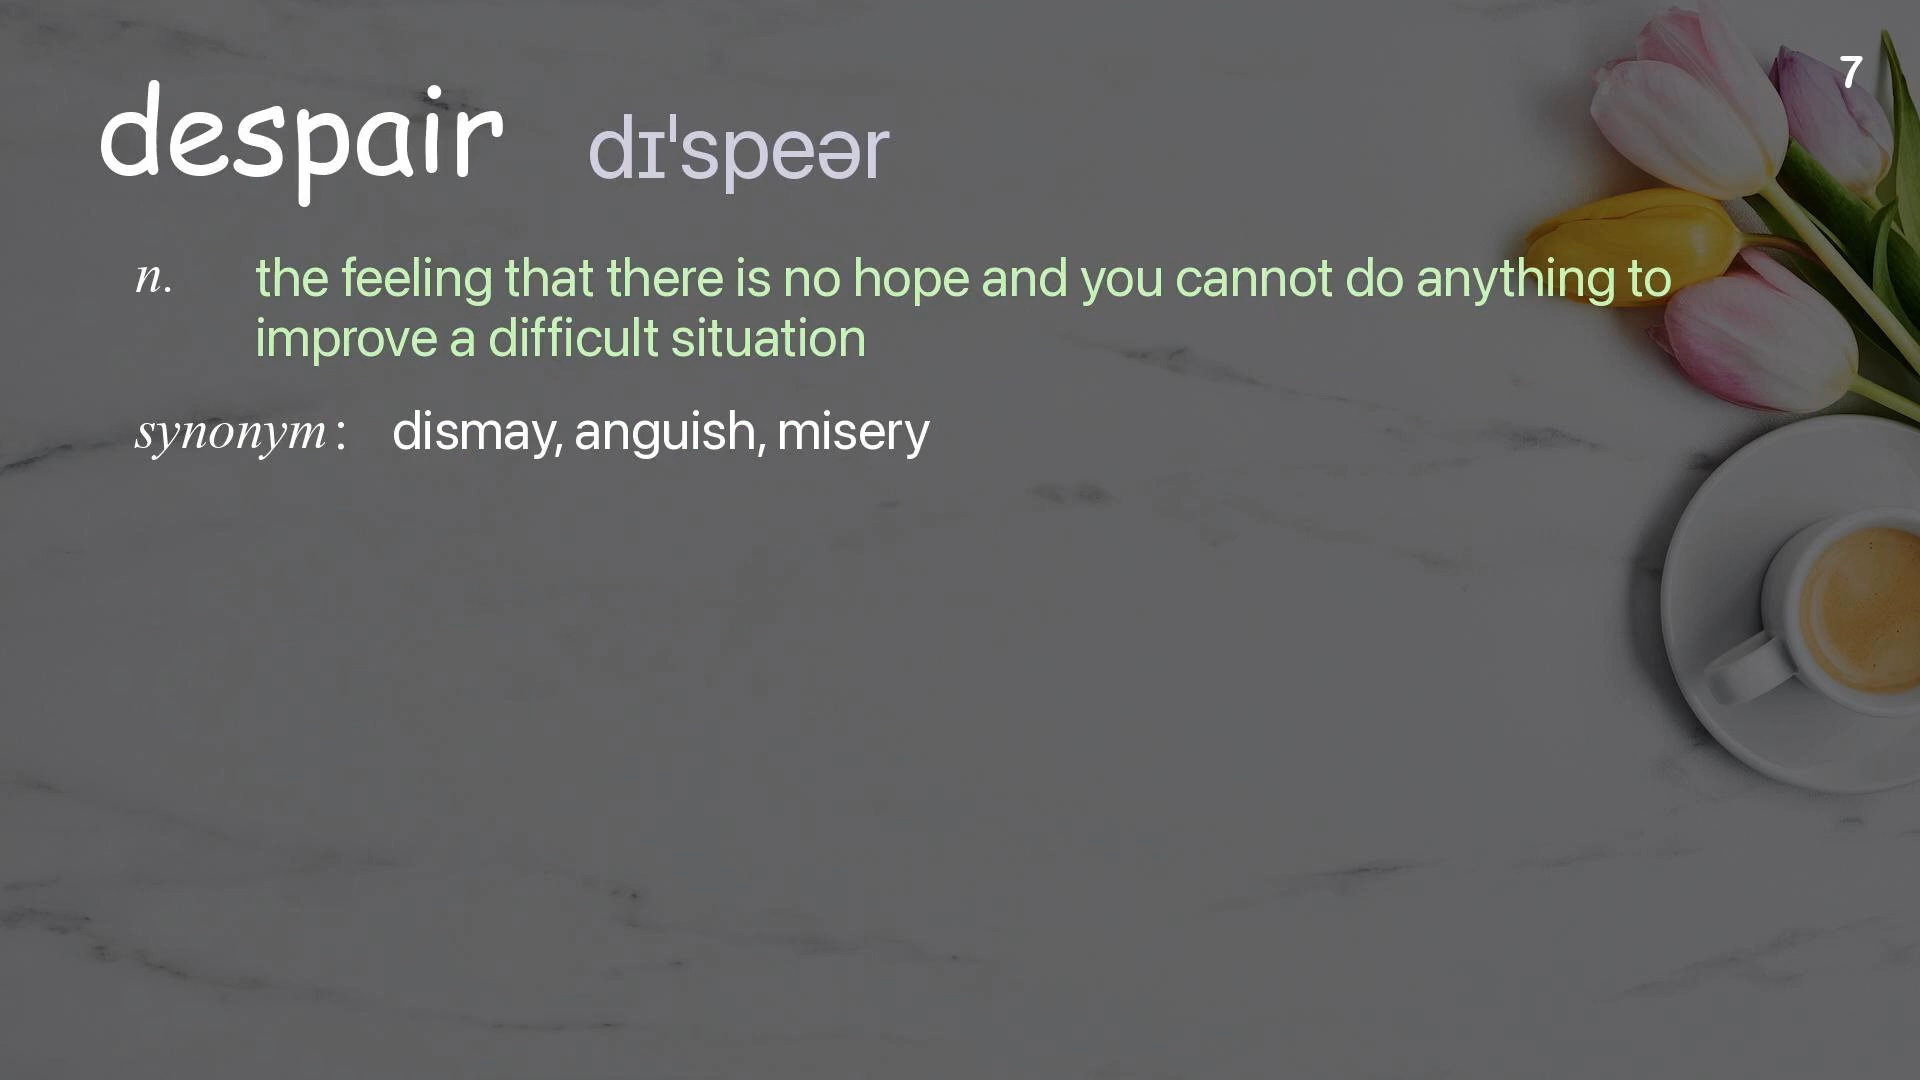 7
despair dɪˈspeər
n. the feeling that there is no hope and you cannot do anything to
improve a difficult situation
synonym: dismay, anguish, misery